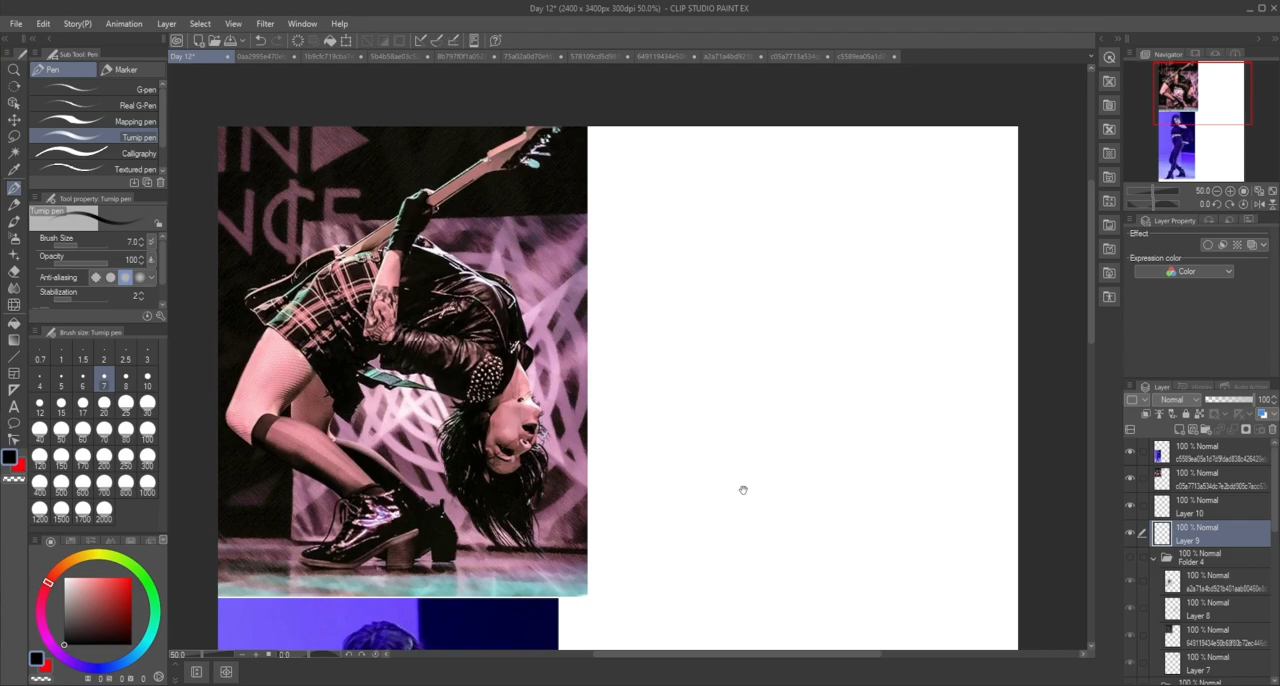 Day 12* (2400 x 3400px 300dpi 50.0%) - CLIP STUDIO PAINT EX
File Edit Story(P) Animation Layer Select View Filter Window Help
Day 12*
Sub Tool: Pen
Pen Marker
G-pen
Real G-Pen
Mapping pen
Turnip pen
Calligraphy
Textured pen
Tool property: Turnip pen
Turnip pen
Brush Size 7.0
Opacity 100
Anti-aliasing
Stabilization 2
Brush size: Turnip pen
0.7 1 1.5 2 2.5 3
4 5 6 7 8 10
12 15 17 20 25 30
40 50 60 70 80 100
120 150 170 200 250 300
400 500 600 700 800 1000
1200 1500 1700 2000
50.0 0.0
Navigator
50.0
0.0
Layer Property
Effect
Expression color
Color
Layer
Normal 100
100 % Normal
100 % Normal
100 % Normal
Layer 10
100 % Normal
Layer 9
100 % Normal
Folder 4
100 % Normal
100 % Normal
Layer 8
100 % Normal
100 % Normal
Layer 7